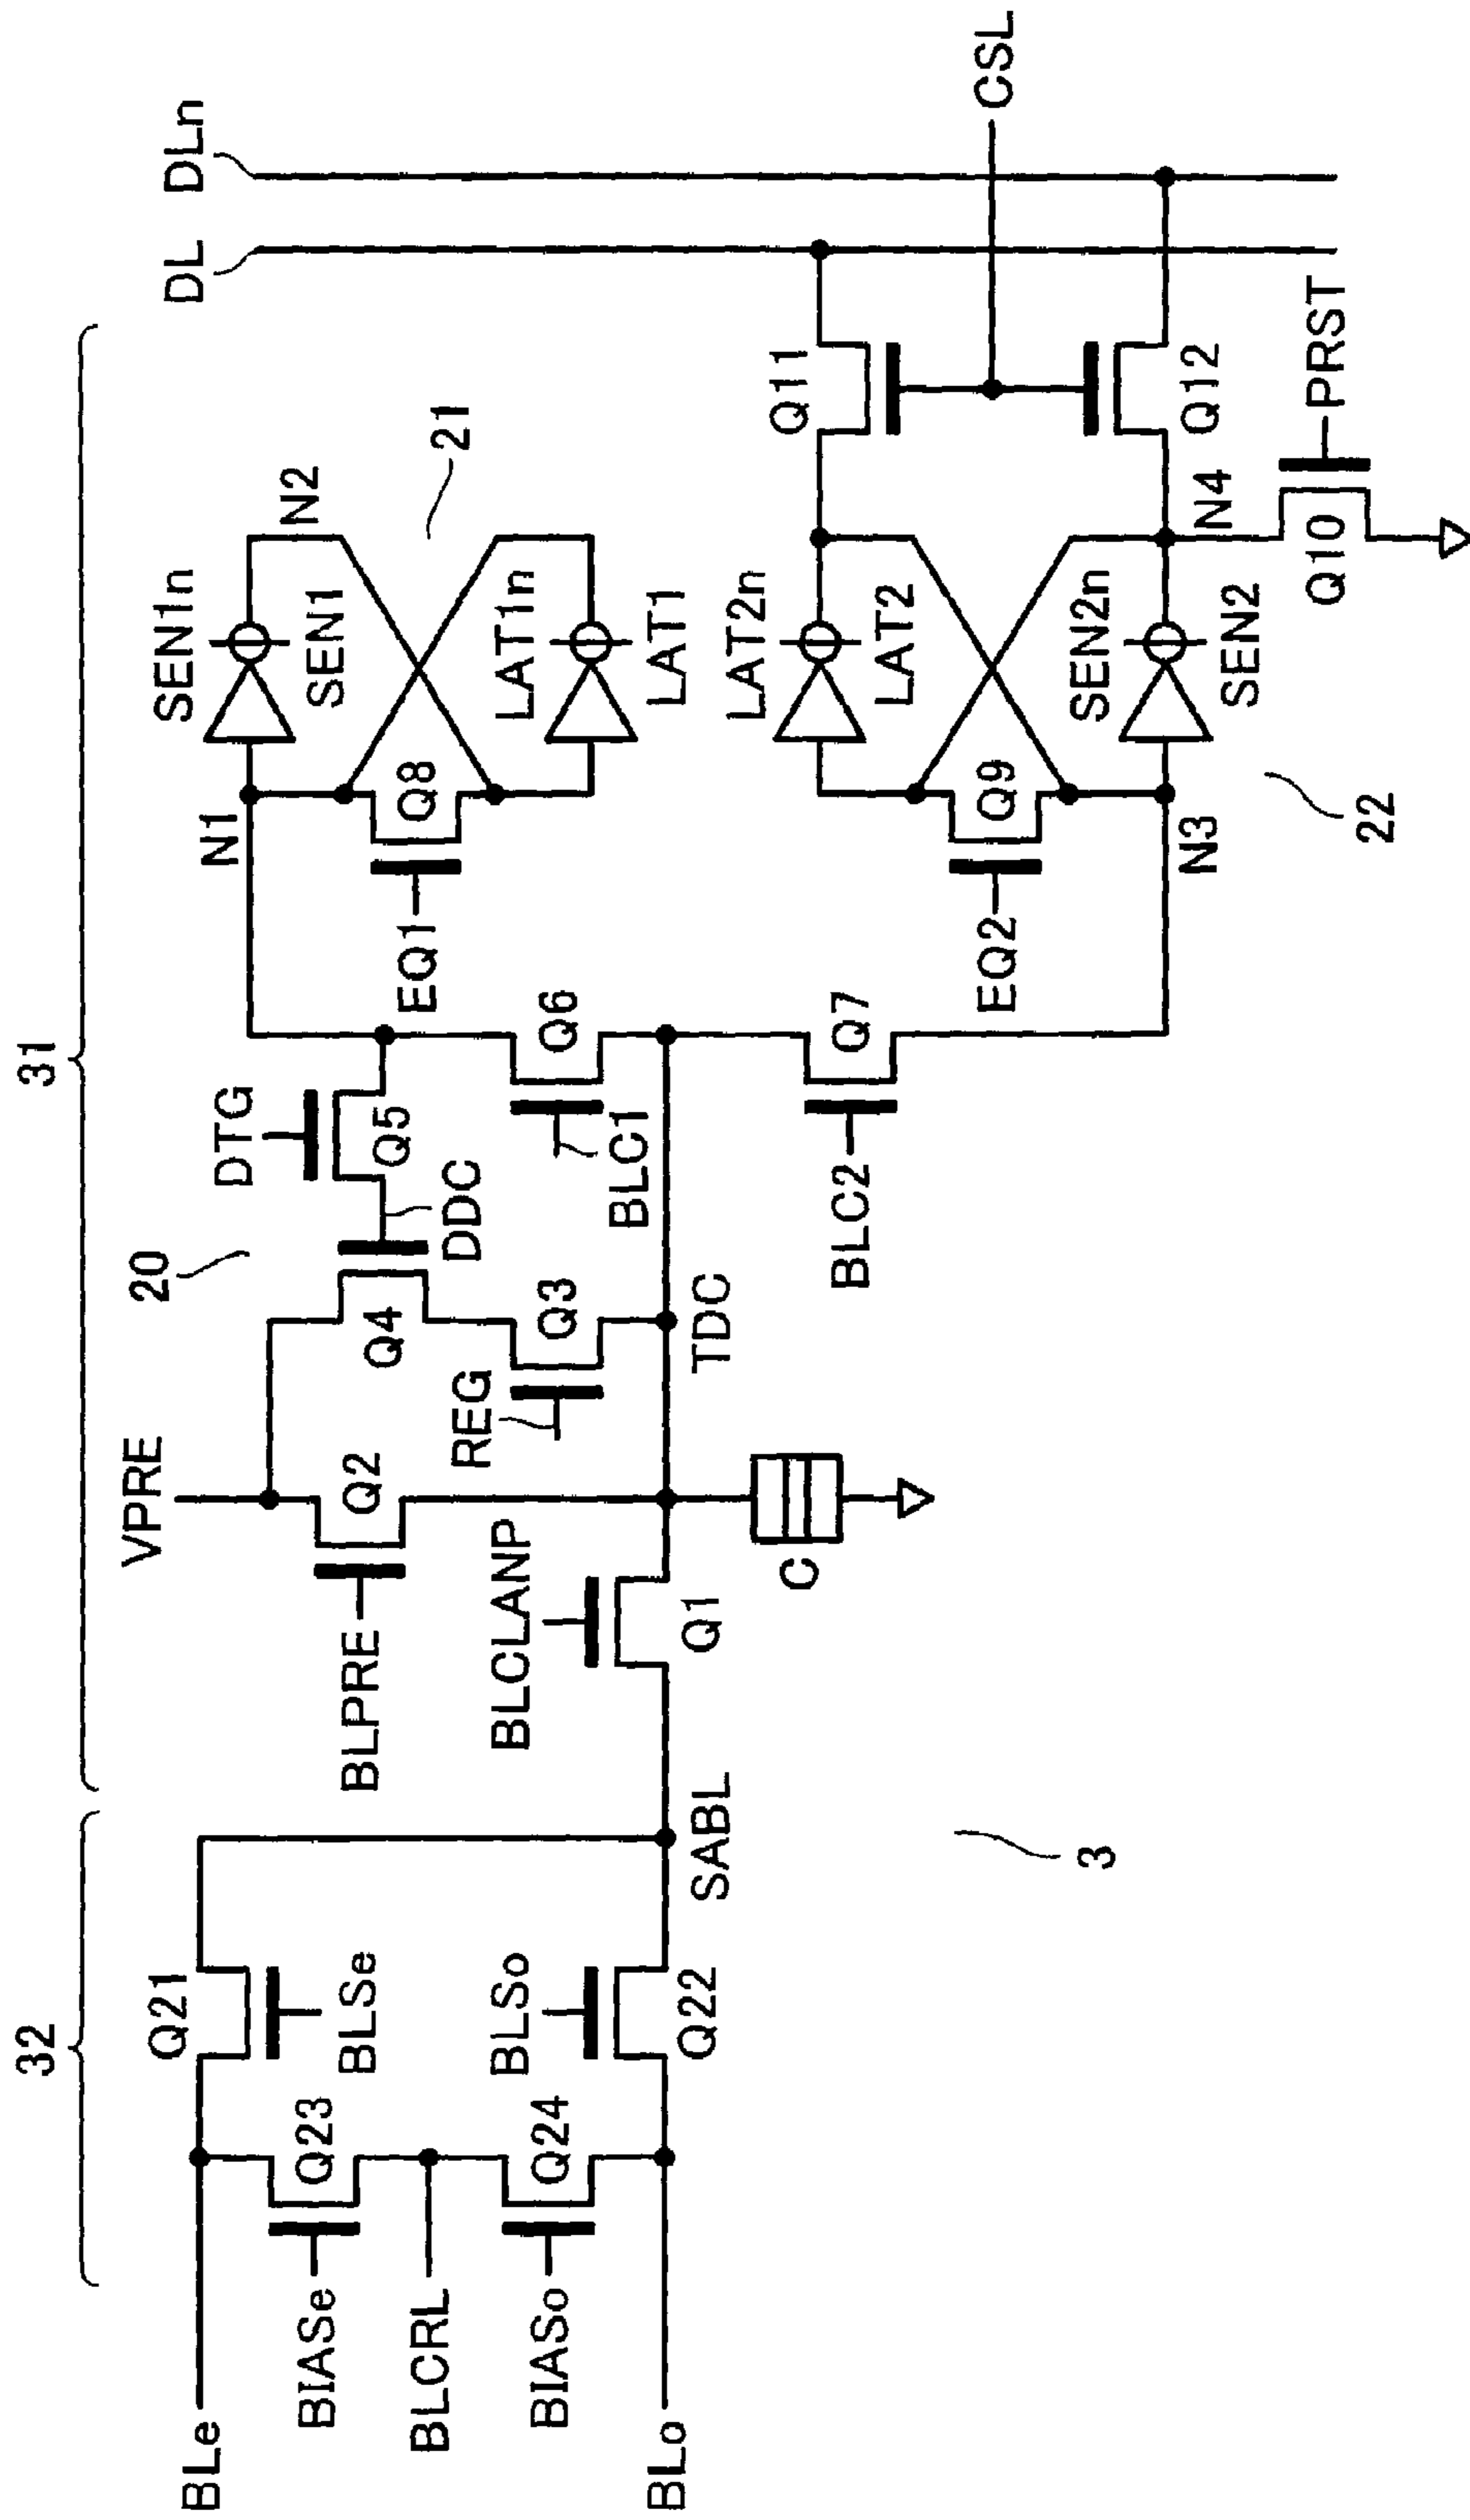 32
31
BLe
BIASe
BLCRL
BIASo
BLo
Q23
Q24
Q21
BLSe
BLSo
Q22
SABL
3
VPRE
BLPRE
Q2
BLCLANP
Q1
C
TDC
REG
Q3
Q4
20
DDC
DTG
Q5
BLC1
Q6
BLC2
Q7
N1
EQ1
Q8
SEN1n
SEN1
N2
21
LAT1n
LAT1
EQ2
Q9
N3
LAT2n
LAT2
SEN2n
SEN2
22
N4
Q10
PRST
Q11
Q12
DL
DLn
CSL